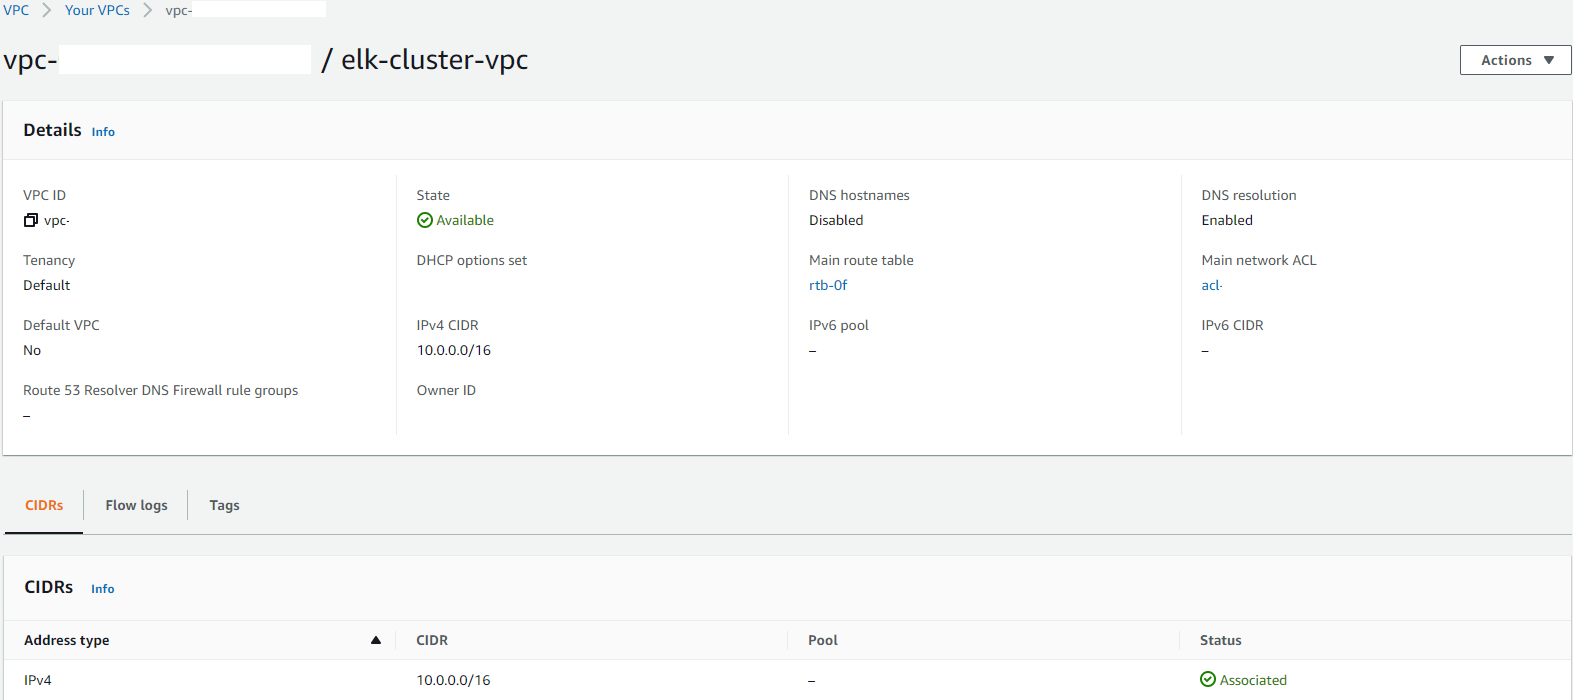 VPC > Your VPCs > vpc-
vpc- / elk-cluster-vpc
Actions ▼
Details Info
VPC ID State DNS hostnames DNS resolution
vpc- Available Disabled Enabled
Tenancy DHCP options set Main route table Main network ACL
Default rtb-0f acl-
Default VPC IPv4 CIDR IPv6 pool IPv6 CIDR
No 10.0.0.0/16 – –
Route 53 Resolver DNS Firewall rule groups Owner ID
–
CIDRs Flow logs Tags
CIDRs Info
Address type ▲ CIDR Pool Status
IPv4 10.0.0.0/16 – Associated